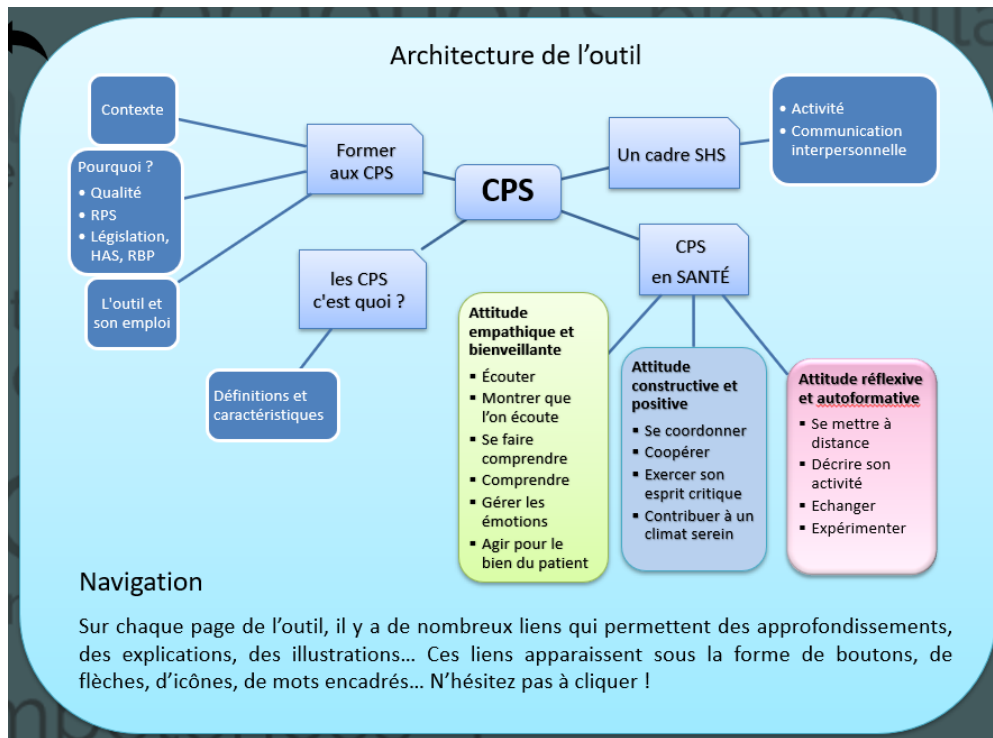 Architecture de l'outil
Contexte
Pourquoi ?
• Qualité
• RPS
• Législation,
HAS, RBP
L'outil et
son emploi
Former
aux CPS
CPS
Un cadre SHS
• Activité
• Communication
interpersonnelle
les CPS
c'est quoi ?
Définitions et
caractéristiques
CPS
en SANTÉ
Attitude
empathique et
bienveillante
▪ Écouter
▪ Montrer que
l'on écoute
▪ Se faire
comprendre
▪ Comprendre
▪ Gérer les
émotions
▪ Agir pour le
bien du patient
Attitude
constructive et
positive
▪ Se coordonner
▪ Coopérer
▪ Exercer son
esprit critique
▪ Contribuer à un
climat serein
Attitude réflexive
et autoformative
▪ Se mettre à
distance
▪ Décrire son
activité
▪ Echanger
▪ Expérimenter
Navigation
Sur chaque page de l'outil, il y a de nombreux liens qui permettent des approfondissements,
des explications, des illustrations… Ces liens apparaissent sous la forme de boutons, de
flèches, d'icônes, de mots encadrés… N'hésitez pas à cliquer !